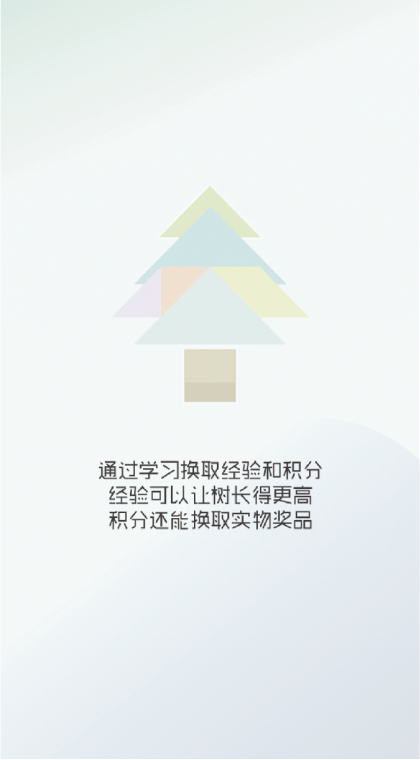 通过学习换取经验和积分
经验可以让树长得更高
积分还能换取实物奖品